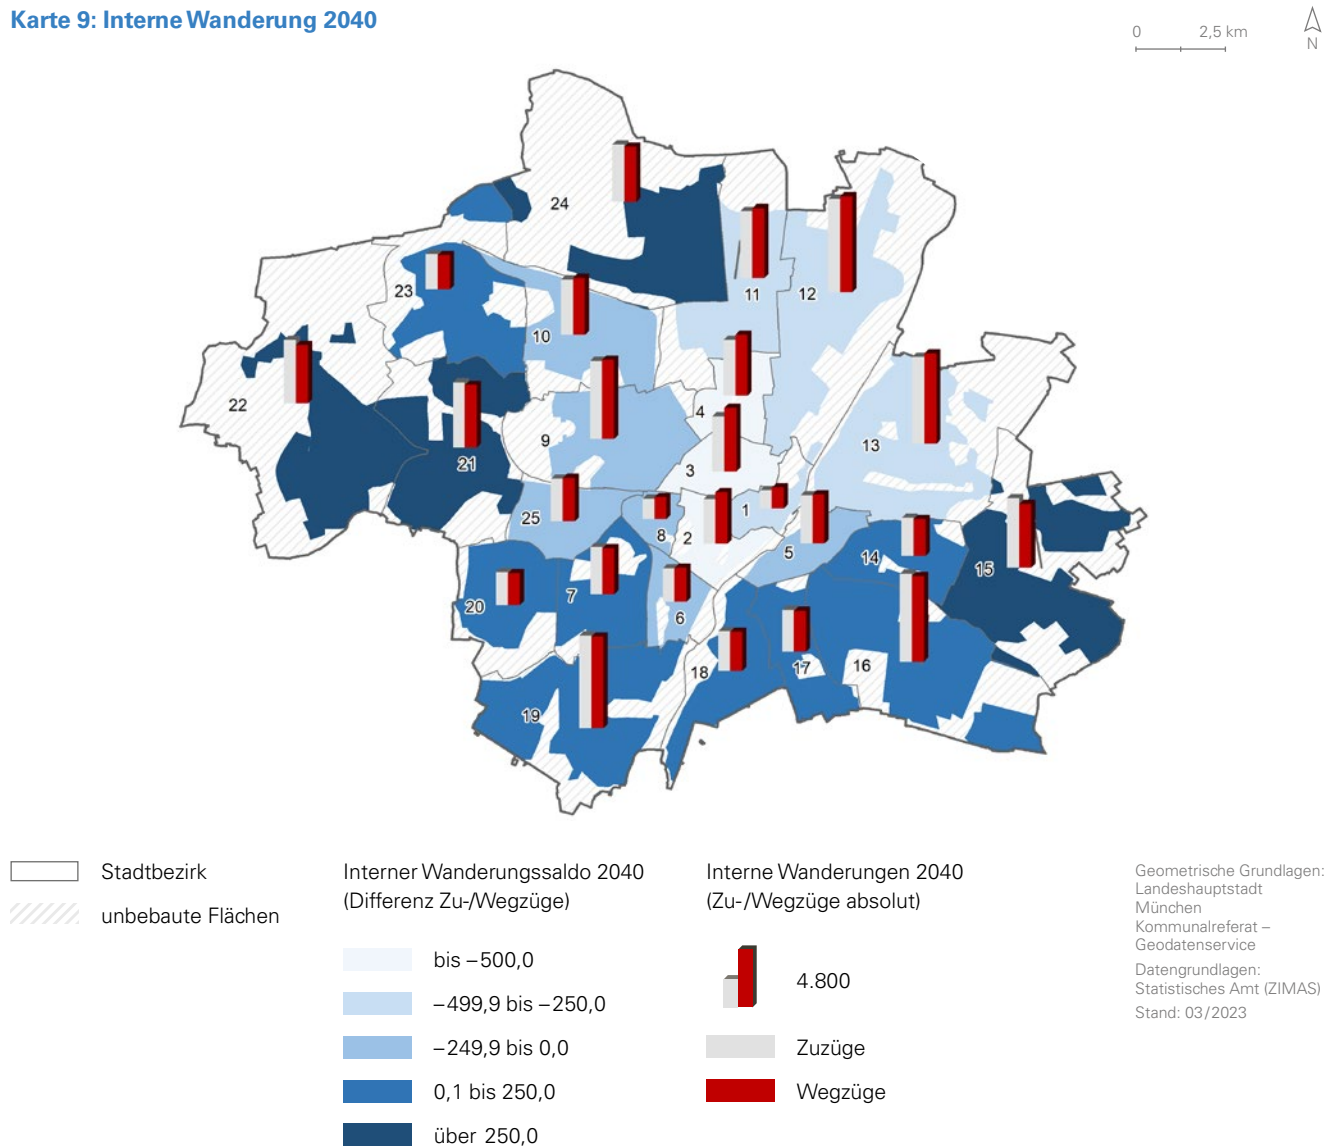 Karte 9: Interne Wanderung 2040
0 2,5 km
N
24
23
10
11
12
22
4
9
13
21
3
25
8
2
1
5
14
15
20
7
6
18
17
16
19
Stadtbezirk
unbebaute Flächen
Interner Wanderungssaldo 2040
(Differenz Zu-/Wegzüge)
bis –500,0
–499,9 bis –250,0
–249,9 bis 0,0
0,1 bis 250,0
über 250,0
Interne Wanderungen 2040
(Zu-/Wegzüge absolut)
4.800
Zuzüge
Wegzüge
Geometrische Grundlagen:
Landeshauptstadt
München
Kommunalreferat –
Geodatenservice
Datengrundlagen:
Statistisches Amt (ZIMAS)
Stand: 03/2023